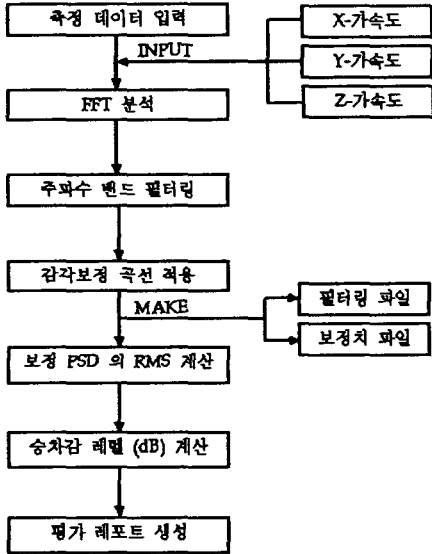 측정 데이터 입력
INPUT
X-가속도
Y-가속도
Z-가속도
FFT 분석
주파수 밴드 필터링
감각보정 곡선 적용
MAKE
필터링 파일
보정치 파일
보정 PSD 의 RMS 계산
승차감 레벨 (dB) 계산
평가 레포트 생성